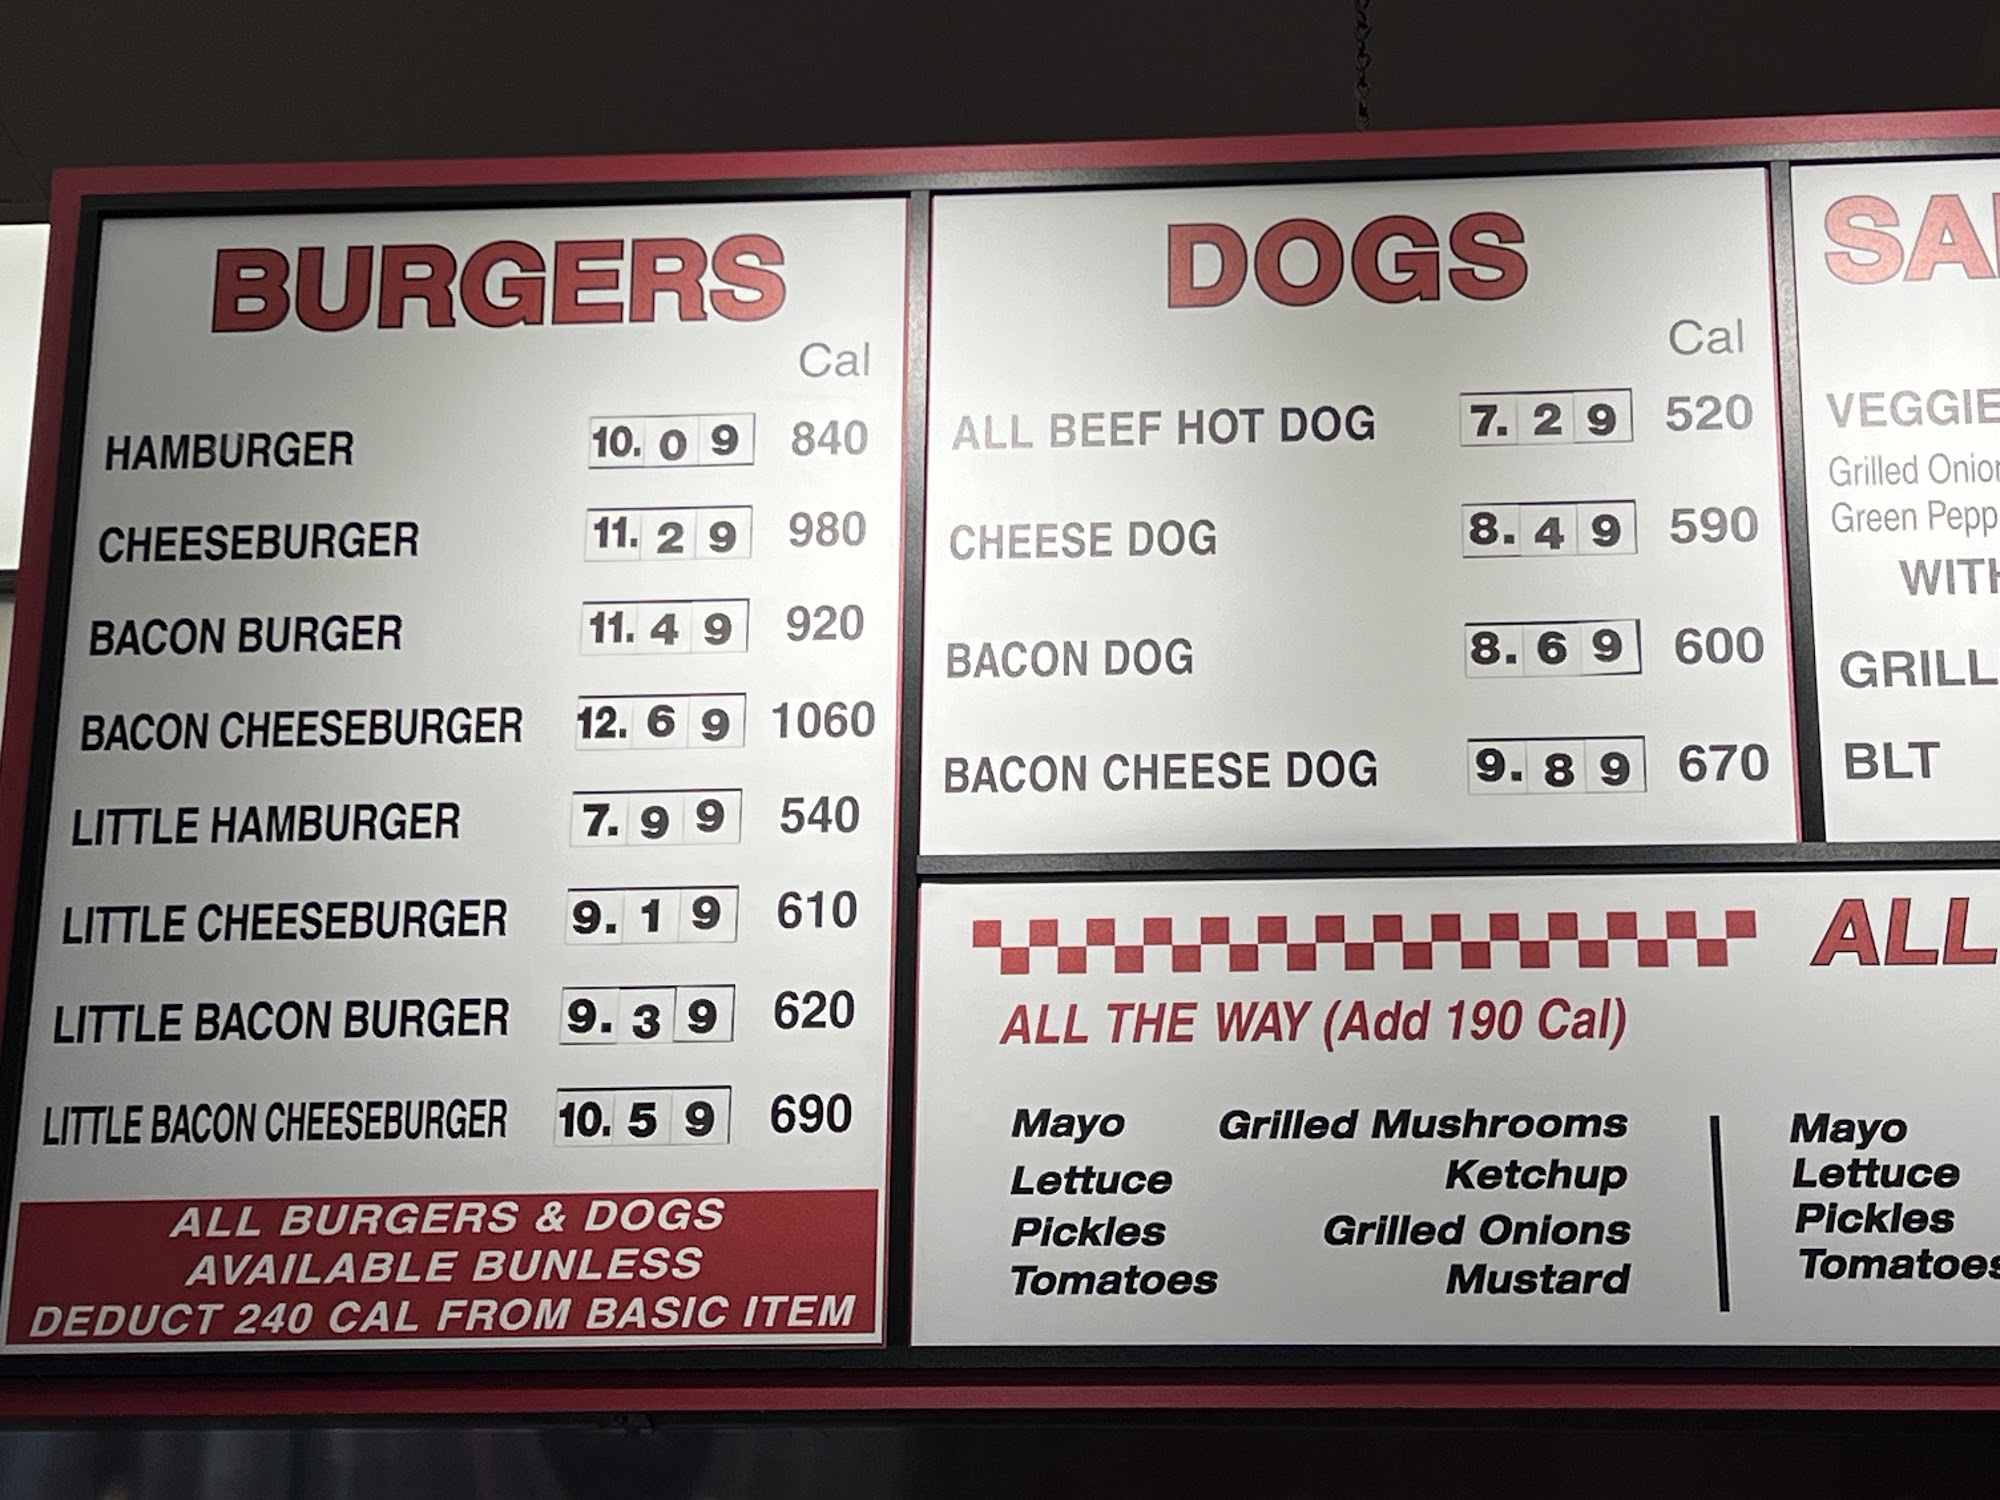 BURGERS
Cal
HAMBURGER 10.09 840
CHEESEBURGER 11.29 980
BACON BURGER 11.49 920
BACON CHEESEBURGER 12.69 1060
LITTLE HAMBURGER 7.99 540
LITTLE CHEESEBURGER 9.19 610
LITTLE BACON BURGER 9.39 620
LITTLE BACON CHEESEBURGER 10.59 690
ALL BURGERS & DOGS
AVAILABLE BUNLESS
DEDUCT 240 CAL FROM BASIC ITEM
DOGS
Cal
ALL BEEF HOT DOG 7.29 520
CHEESE DOG 8.49 590
BACON DOG 8.69 600
BACON CHEESE DOG 9.89 670
VEGGIE
Grilled
Green
BLT
ALL
ALL THE WAY (Add 190 Cal)
Mayo Grilled Mushrooms
Lettuce Ketchup
Pickles Grilled Onions
Tomatoes Mustard
Mayo
Lettuce
Pickles
Tomatoes